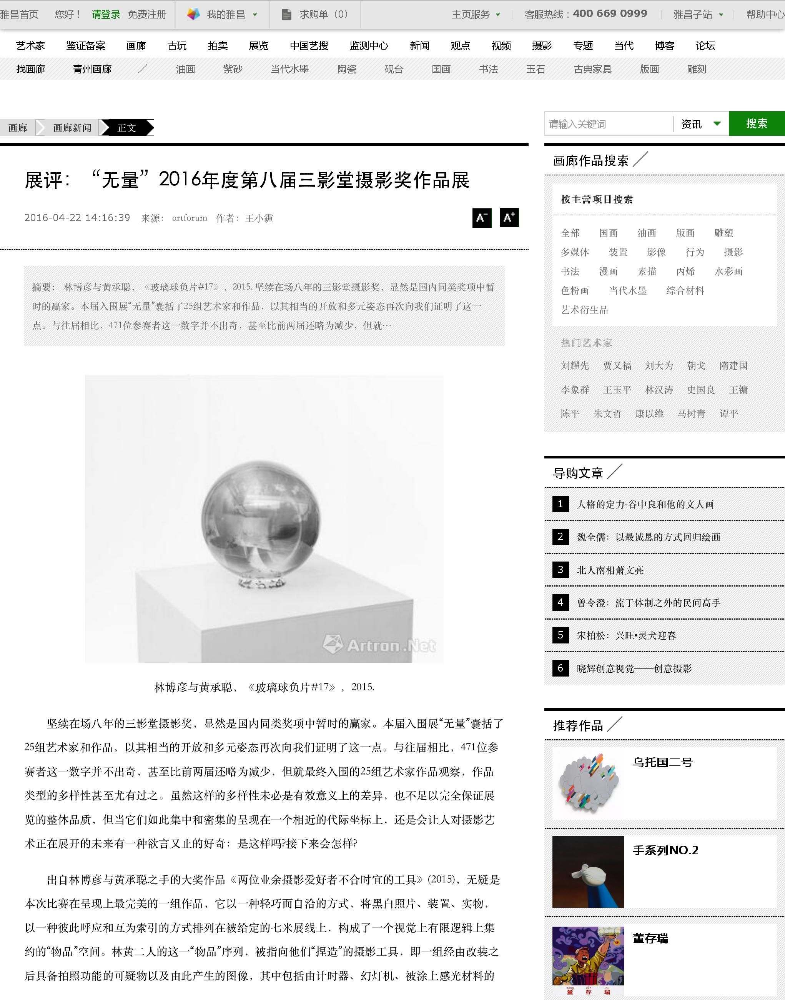 雅昌首页 您好！ 请登录 免费注册 我的雅昌 求购单（0） 主页服务 客服热线：400 669 0999 雅昌子站 帮助中心
艺术家 鉴证备案 画廊 古玩 拍卖 展览 中国艺搜 监测中心 新闻 观点 视频 摄影 专题 当代 博客 论坛
找画廊 青州画廊 ／ 油画 紫砂 当代水墨 陶瓷 砚台 国画 书法 玉石 古典家具 版画 雕刻
画廊 画廊新闻 正文
展评：“无量”2016年度第八届三影堂摄影奖作品展
2016-04-22 14:16:39 来源： artforum 作者：王小霾
A⁻ A⁺
摘要： 林博彦与黄承聪，《玻璃球负片#17》，2015. 坚续在场八年的三影堂摄影奖，显然是国内同类奖项中暂
时的赢家。本届入围展“无量”囊括了25组艺术家和作品，以其相当的开放和多元姿态再次向我们证明了这一
点。与往届相比，471位参赛者这一数字并不出奇，甚至比前两届还略为减少，但就…
Artron.Net
林博彦与黄承聪，《玻璃球负片#17》，2015.
坚续在场八年的三影堂摄影奖，显然是国内同类奖项中暂时的赢家。本届入围展“无量”囊括了
25组艺术家和作品，以其相当的开放和多元姿态再次向我们证明了这一点。与往届相比，471位参
赛者这一数字并不出奇，甚至比前两届还略为减少，但就最终入围的25组艺术家作品观察，作品
类型的多样性甚至尤有过之。虽然这样的多样性未必是有效意义上的差异，也不足以完全保证展
览的整体品质，但当它们如此集中和密集的呈现在一个相近的代际坐标上，还是会让人对摄影艺
术正在展开的未来有一种欲言又止的好奇：是这样吗?接下来会怎样?
出自林博彦与黄承聪之手的大奖作品《两位业余摄影爱好者不合时宜的工具》(2015)，无疑是
本次比赛在呈现上最完美的一组作品，它以一种轻巧而自洽的方式，将黑白照片、装置、实物，
以一种彼此呼应和互为索引的方式排列在被给定的七米展线上，构成了一个视觉上有限逻辑上集
约的“物品”空间。林黄二人的这一“物品”序列，被指向他们“捏造”的摄影工具，即一组经由改装之
后具备拍照功能的可疑物以及由此产生的图像，其中包括由计时器、幻灯机、被涂上感光材料的
请输入关键词 资讯 搜索
画廊作品搜索
按主营项目搜索
全部 国画 油画 版画 雕塑
多媒体 装置 影像 行为 摄影
书法 漫画 素描 丙烯 水彩画
色粉画 当代水墨 综合材料
艺术衍生品
热门艺术家
刘耀先 贾又福 刘大为 朝戈 隋建国
李象群 王玉平 林汉涛 史国良 王镛
陈平 朱文哲 康以维 马树青 谭平
导购文章
1 人格的定力-谷中良和他的文人画
2 魏全儒：以最诚恳的方式回归绘画
3 北人南相萧文亮
4 曾令澄：流于体制之外的民间高手
5 宋柏松：兴旺•灵犬迎春
6 晓辉创意视觉——创意摄影
推荐作品
乌托国二号
手系列NO.2
董存瑞
dǒng cún ruì
董 存 瑞